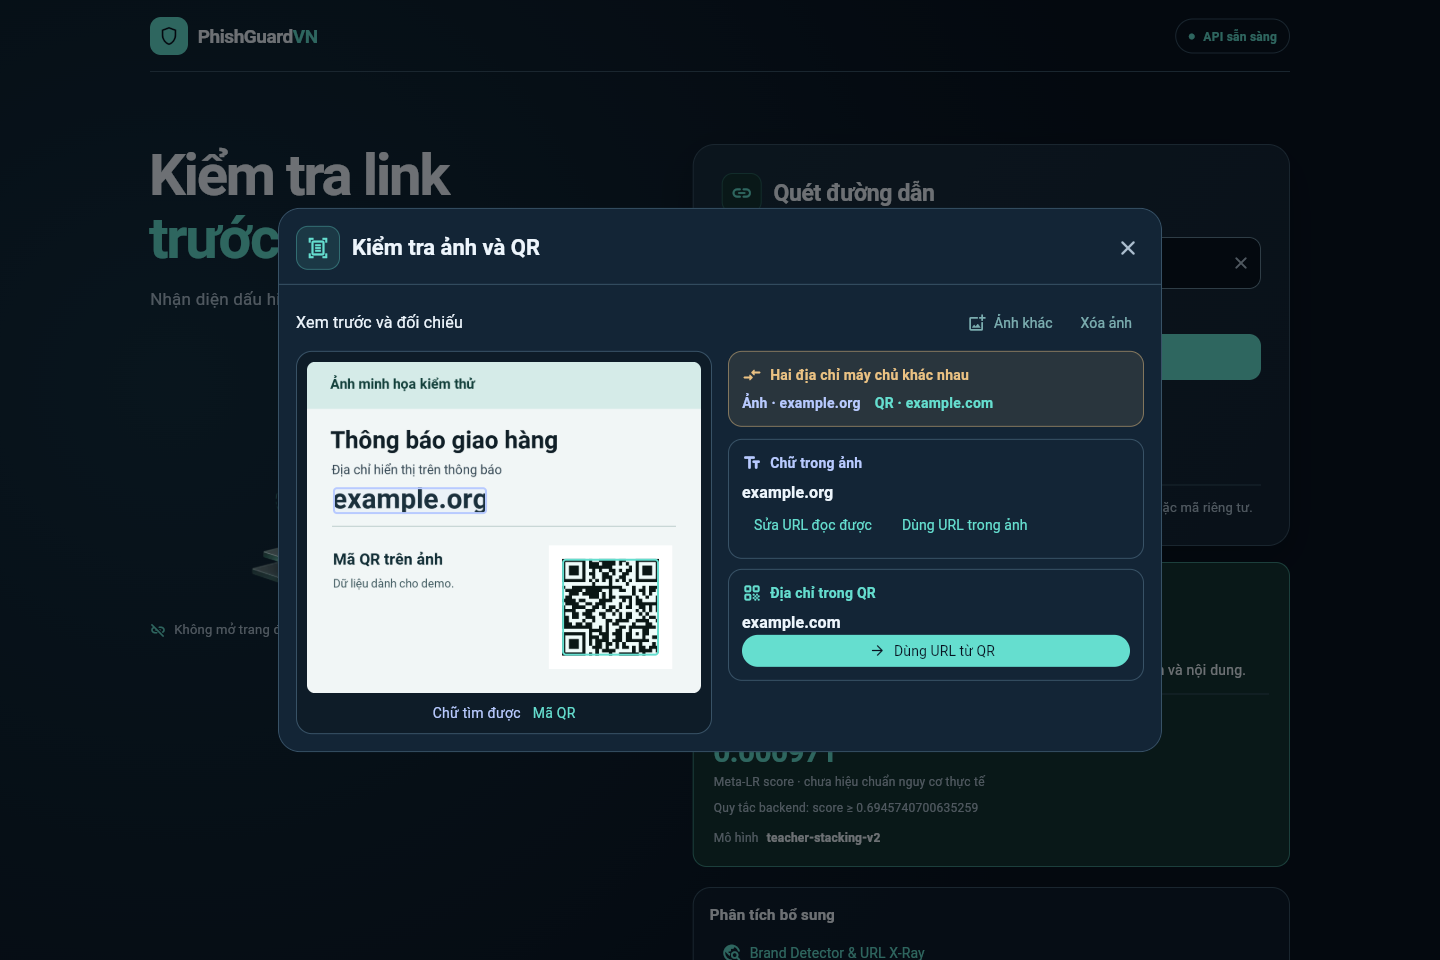 PhishGuardVN
API sẵn sàng
Kiểm tra link
trước
Nhận diện dấu
Không mở trang
Quét đường dẫn
Kiểm tra ảnh và QR
Xem trước và đối chiếu
Ảnh khác
Xóa ảnh
Ảnh minh họa kiểm thử
Thông báo giao hàng
Địa chỉ hiển thị trên thông báo
example.org
Mã QR trên ảnh
Dữ liệu dành cho demo.
Chữ tìm được Mã QR
Hai địa chỉ máy chủ khác nhau
Ảnh · example.org QR · example.com
Chữ trong ảnh
example.org
Sửa URL đọc được Dùng URL trong ảnh
Địa chỉ trong QR
example.com
Dùng URL từ QR
mã riêng tư.
và nội dung.
Meta-LR score · chưa hiệu chuẩn nguy cơ thực tế
Quy tắc backend: score ≥ 0.6945740700635259
Mô hình teacher-stacking-v2
Phân tích bổ sung
Brand Detector & URL X-Ray